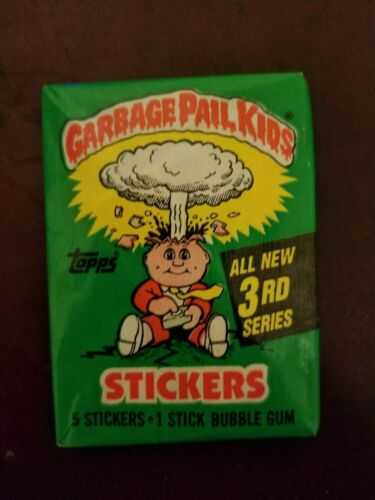 GARBAGE PAIL KIDS®
topps®
ALL NEW
3RD
SERIES
STICKERS
5 STICKERS • 1 STICK BUBBLE GUM